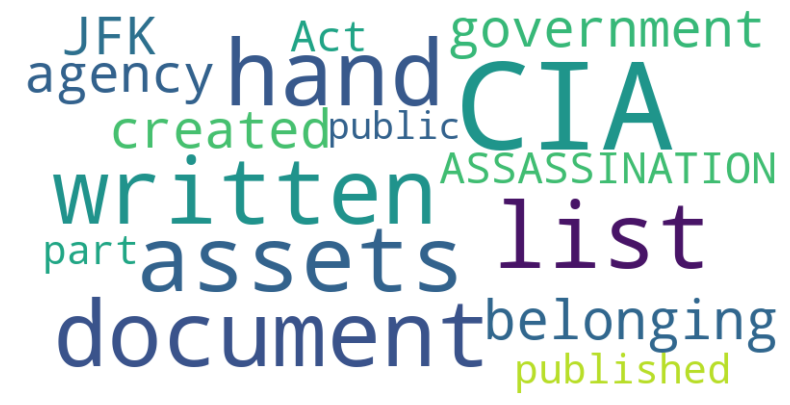 JFK Act government
agency hand CIA
created public
ASSASSINATION
written list
part assets
document belonging
published